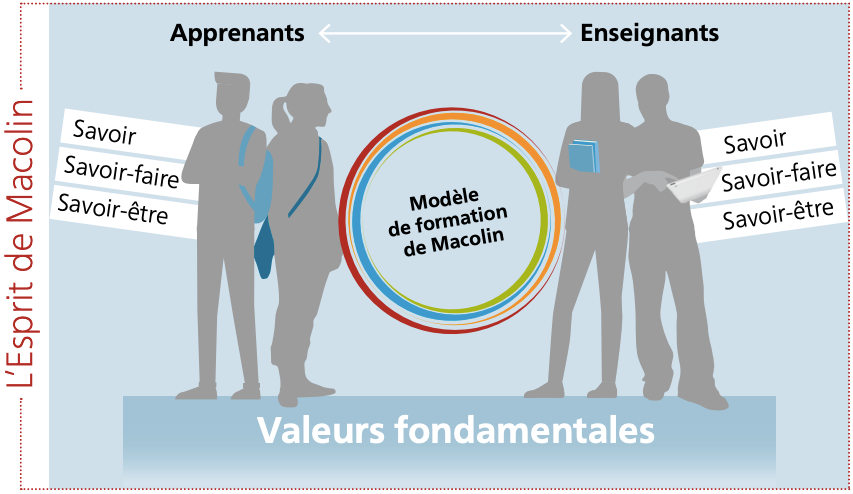 L'Esprit de Macolin
Apprenants
Enseignants
Savoir
Savoir-faire
Savoir-être
Modèle
de formation
de Macolin
Savoir
Savoir-faire
Savoir-être
Valeurs fondamentales